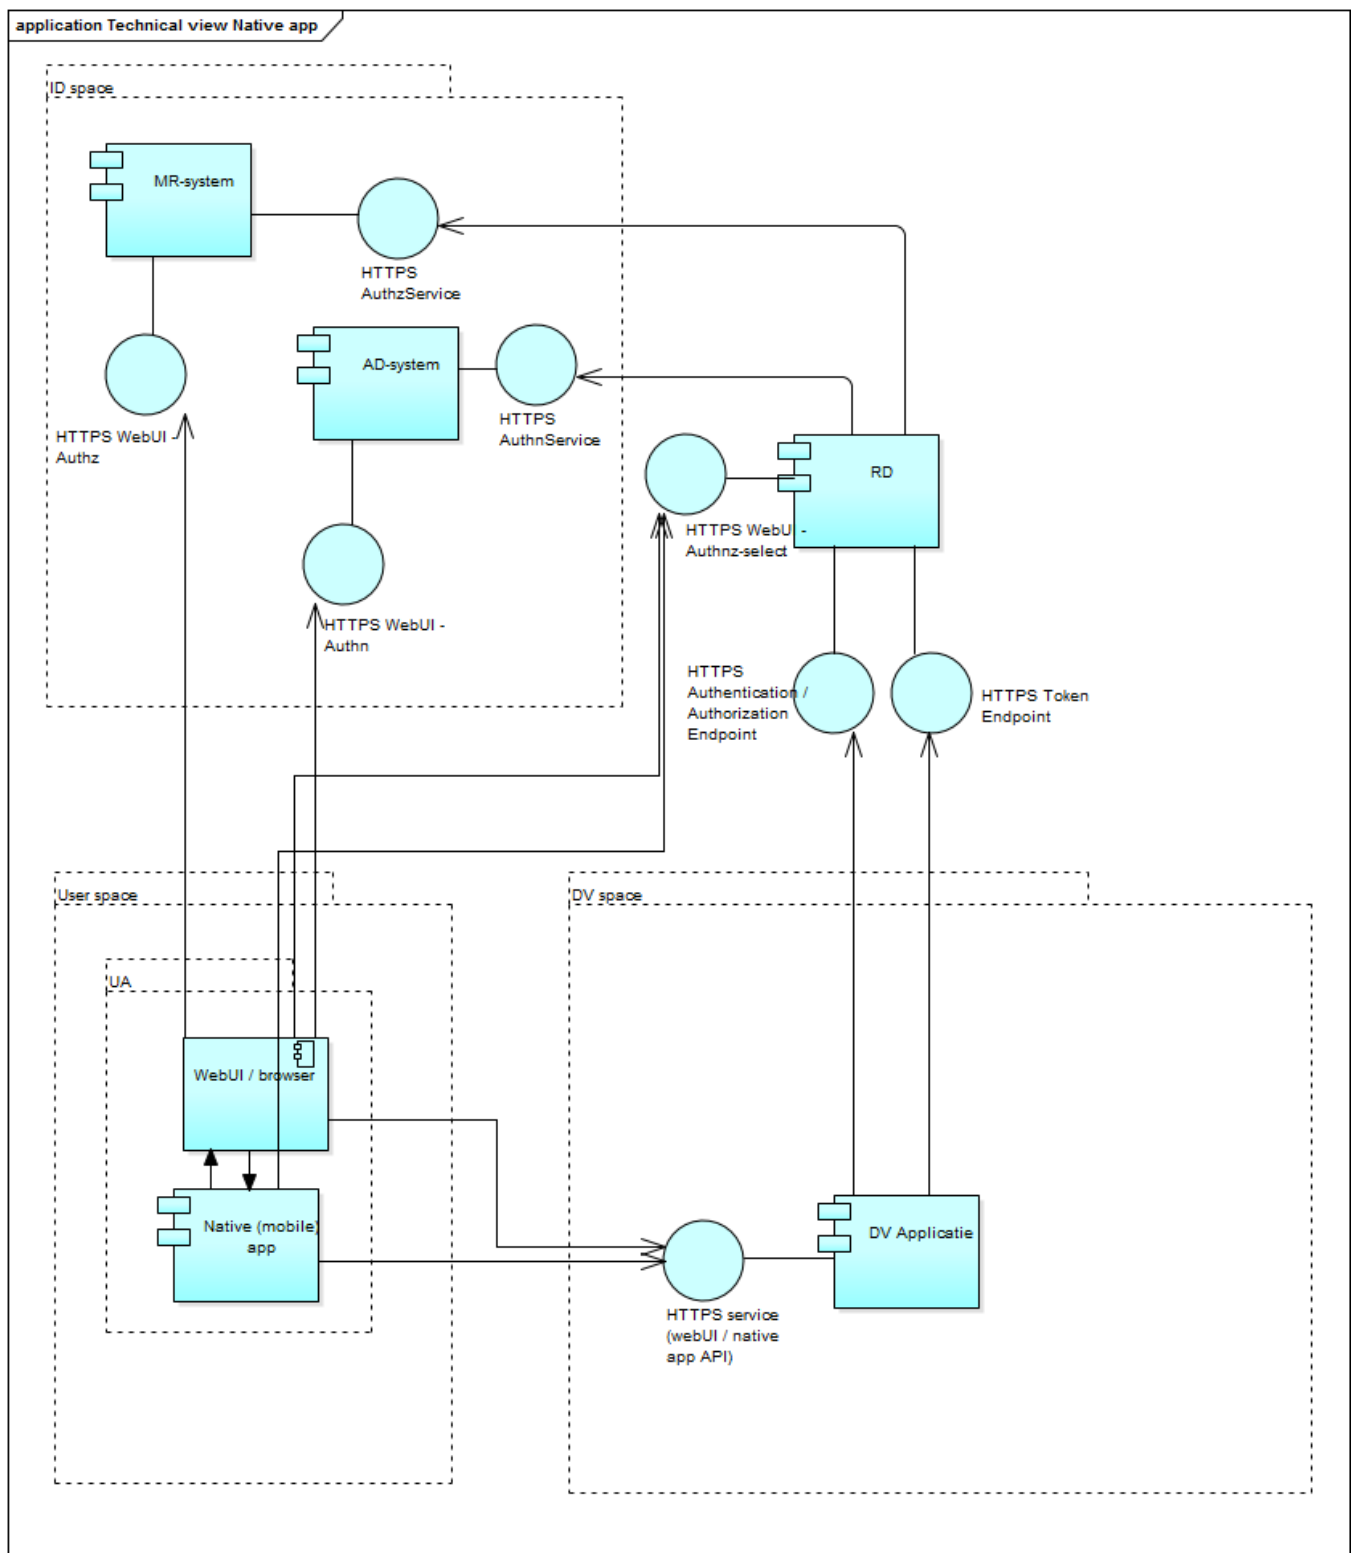 application Technical view Native app
ID space
MR-system
HTTPS
AuthzService
HTTPS WebUI -
Authz
AD-system
HTTPS
AuthnService
HTTPS WebUI -
Authn
RD
HTTPS WebUI -
Authnz-select
HTTPS
Authentication /
Authorization
Endpoint
HTTPS Token
Endpoint
User space
UA
WebUI / browser
Native (mobile)
app
DV space
DV Applicatie
HTTPS service
(webUI / native
app API)